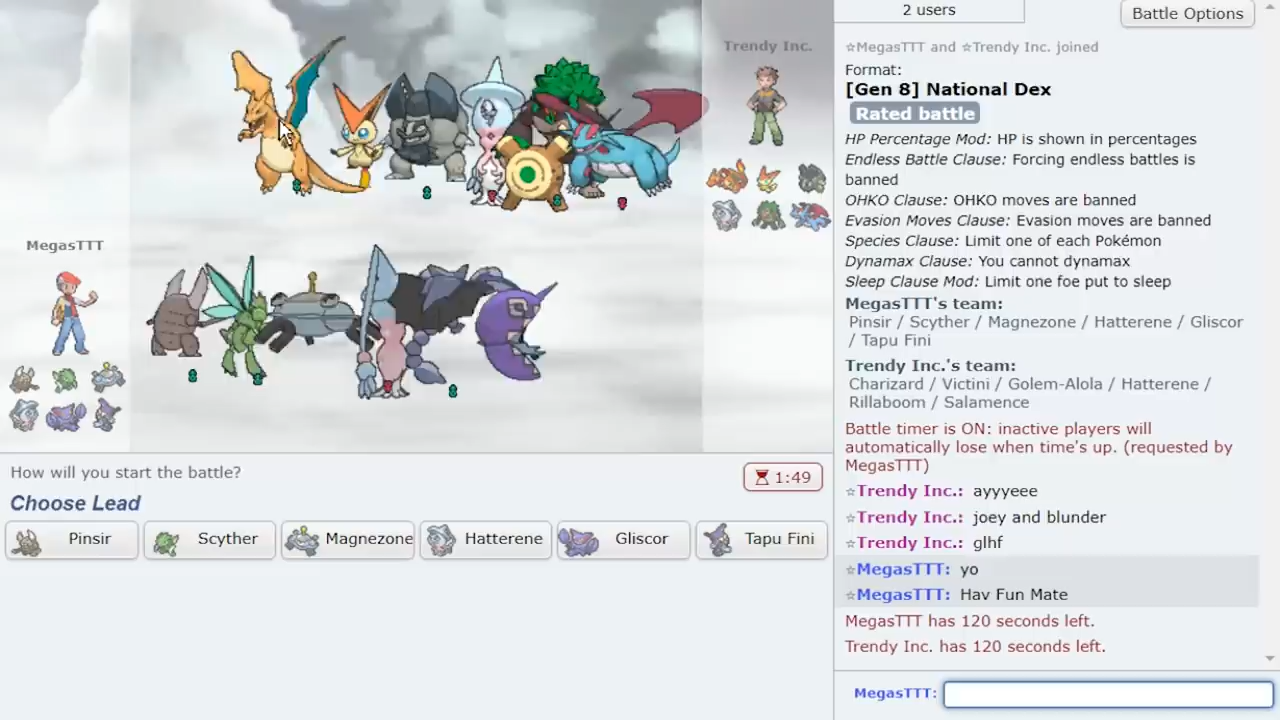 Trendy Inc.
MegasTTT
How will you start the battle?
1:49
Choose Lead
Pinsir
Scyther
Magnezone
Hatterene
Gliscor
Tapu Fini
2 users
Battle Options
☆MegasTTT and ☆Trendy Inc. joined
Format:
[Gen 8] National Dex
Rated battle
HP Percentage Mod: HP is shown in percentages
Endless Battle Clause: Forcing endless battles is
banned
OHKO Clause: OHKO moves are banned
Evasion Moves Clause: Evasion moves are banned
Species Clause: Limit one of each Pokémon
Dynamax Clause: You cannot dynamax
Sleep Clause Mod: Limit one foe put to sleep
MegasTTT's team:
Pinsir / Scyther / Magnezone / Hatterene / Gliscor
/ Tapu Fini
Trendy Inc.'s team:
Charizard / Victini / Golem-Alola / Hatterene /
Rillaboom / Salamence
Battle timer is ON: inactive players will
automatically lose when time's up. (requested by
MegasTTT)
☆Trendy Inc.: ayyyeee
☆Trendy Inc.: joey and blunder
☆Trendy Inc.: glhf
☆MegasTTT: yo
☆MegasTTT: Hav Fun Mate
MegasTTT has 120 seconds left.
Trendy Inc. has 120 seconds left.
MegasTTT: